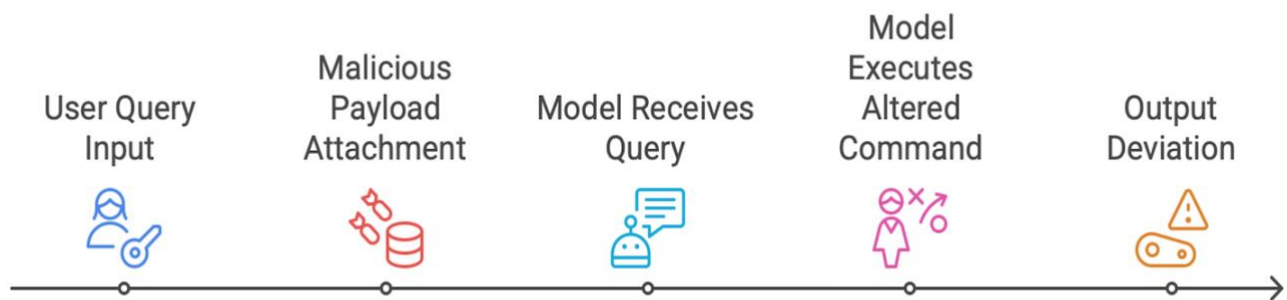 User Query
Input
Malicious
Payload
Attachment
Model Receives
Query
Model
Executes
Altered
Command
Output
Deviation